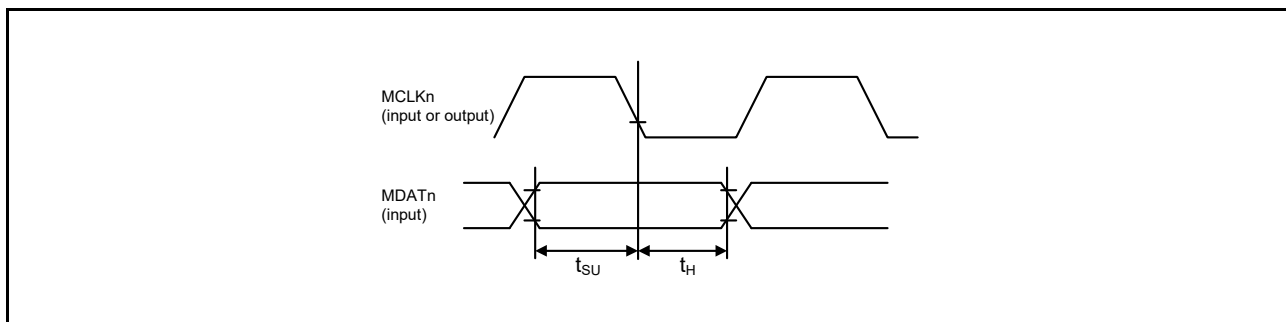 MCLKn
(input or output)
MDATn
(input)
tSU
tH